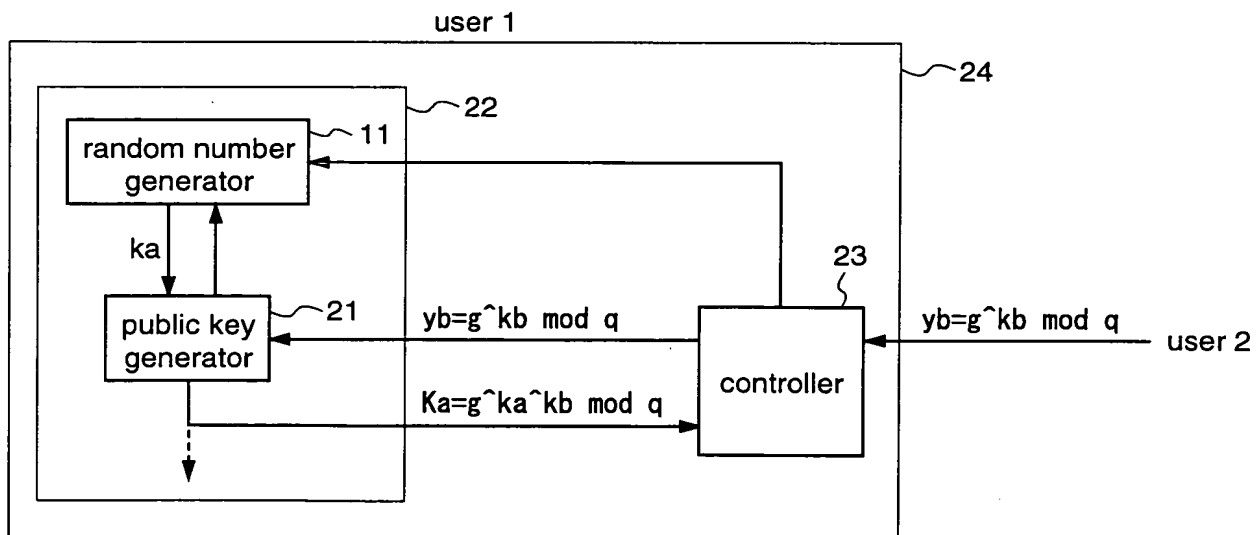 user 1
24
22
11
random number
generator
ka
23
21
public key
generator
yb=g^kb mod q
yb=g^kb mod q
user 2
controller
Ka=g^ka^kb mod q